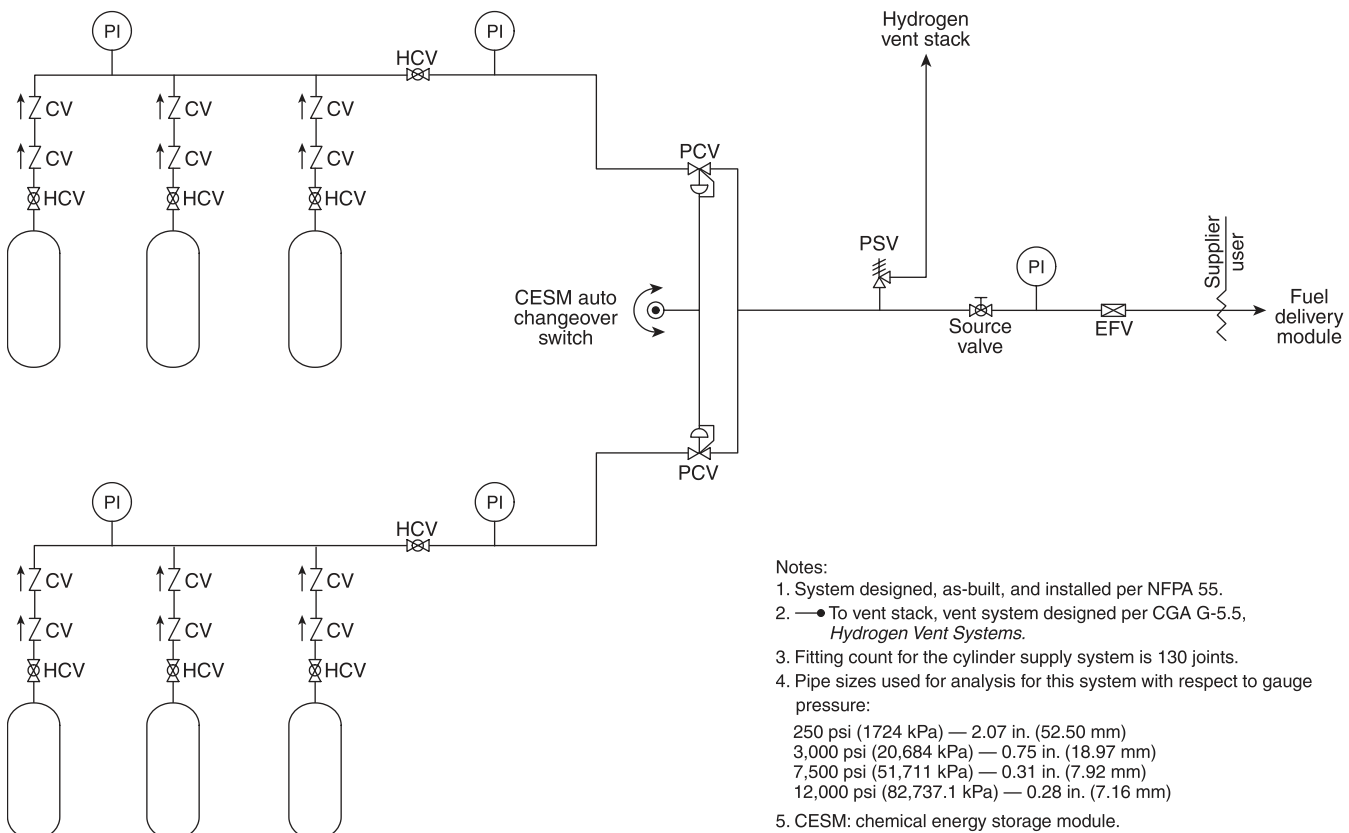 PI
PI
Hydrogen
vent stack
HCV
CV
CV
CV
CV
CV
CV
HCV
HCV
HCV
PCV
PSV
PI
Supplier
user
CESM auto
changeover
switch
Source
valve
EFV
Fuel
delivery
module
PCV
PI
PI
HCV
CV
CV
CV
CV
CV
CV
HCV
HCV
HCV
Notes:
1. System designed, as-built, and installed per NFPA 55.
2. To vent stack, vent system designed per CGA G-5.5,
Hydrogen Vent Systems.
3. Fitting count for the cylinder supply system is 130 joints.
4. Pipe sizes used for analysis for this system with respect to gauge
pressure:
250 psi (1724 kPa) — 2.07 in. (52.50 mm)
3,000 psi (20,684 kPa) — 0.75 in. (18.97 mm)
7,500 psi (51,711 kPa) — 0.31 in. (7.92 mm)
12,000 psi (82,737.1 kPa) — 0.28 in. (7.16 mm)
5. CESM: chemical energy storage module.